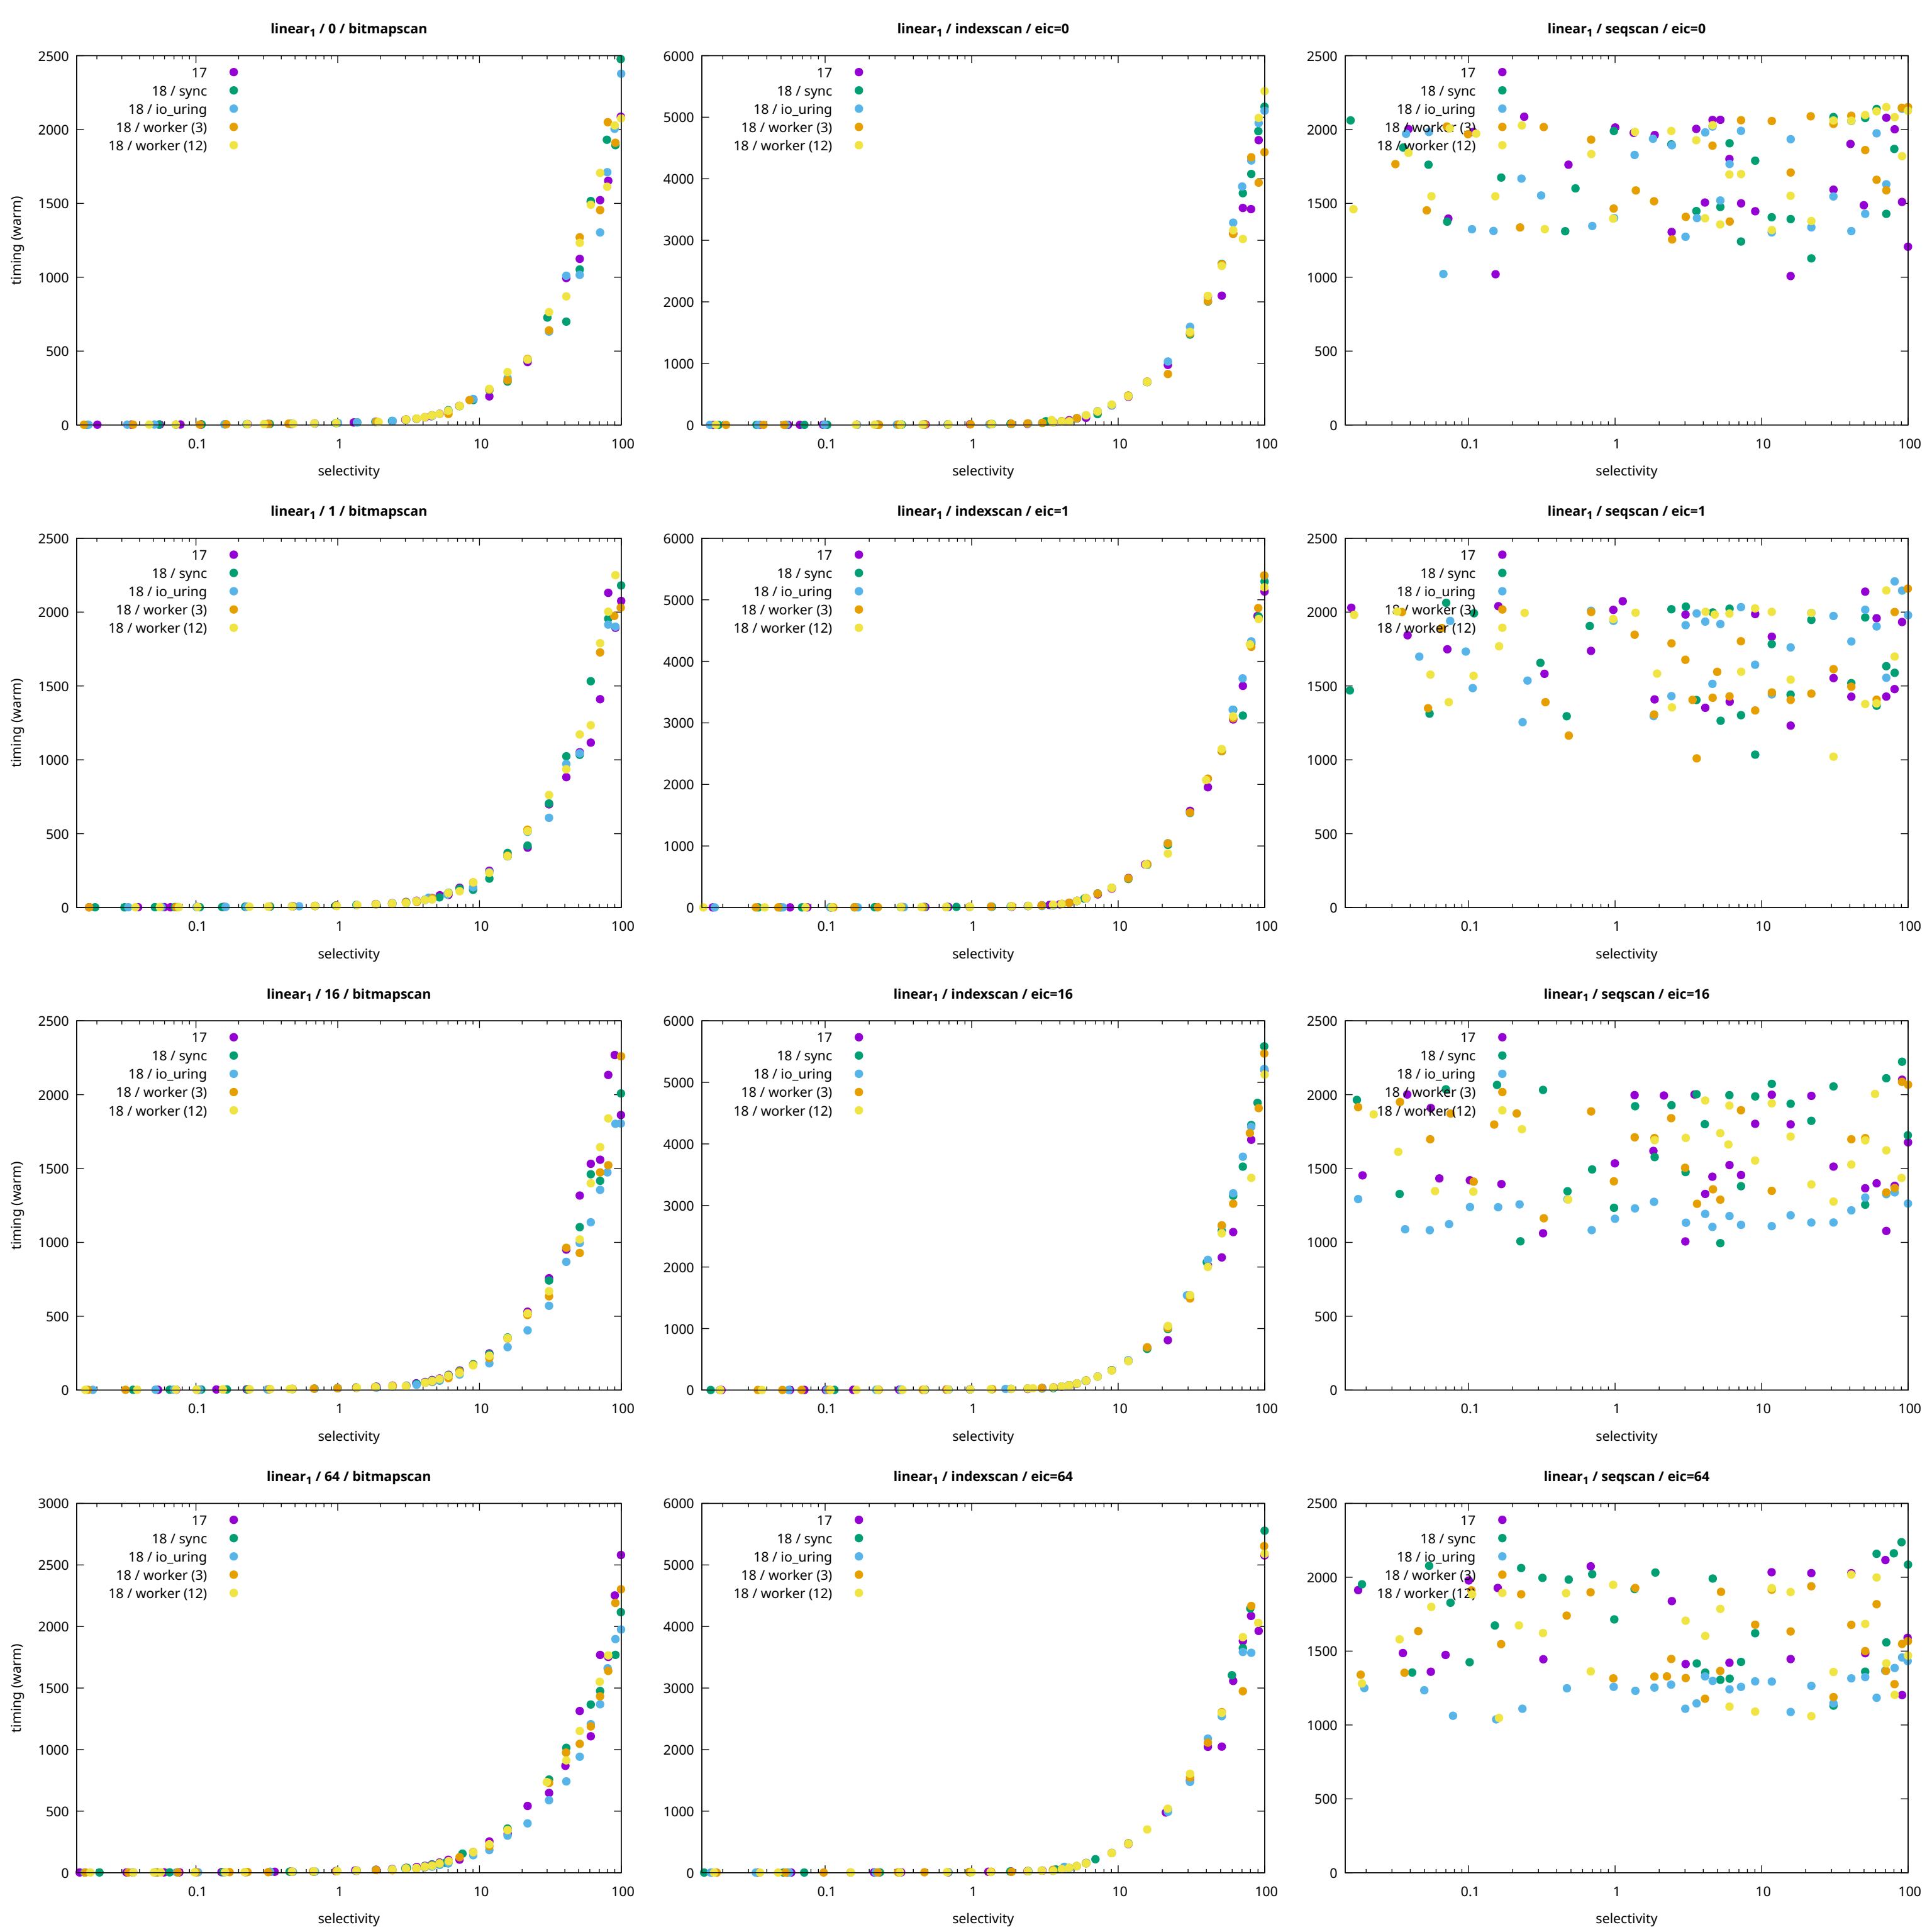 linear1 / 0 / bitmapscan
2500
2000
1500
1000
500
0
0.1 1 10 100
timing (warm)
selectivity
17
18 / sync
18 / io_uring
18 / worker (3)
18 / worker (12)
linear1 / indexscan / eic=0
6000
5000
4000
3000
2000
1000
0
0.1 1 10 100
selectivity
17
18 / sync
18 / io_uring
18 / worker (3)
18 / worker (12)
linear1 / seqscan / eic=0
2500
2000
1500
1000
500
0
0.1 1 10 100
selectivity
17
18 / sync
18 / io_uring
18 / worker (3)
18 / worker (12)
linear1 / 1 / bitmapscan
2500
2000
1500
1000
500
0
0.1 1 10 100
timing (warm)
selectivity
17
18 / sync
18 / io_uring
18 / worker (3)
18 / worker (12)
linear1 / indexscan / eic=1
6000
5000
4000
3000
2000
1000
0
0.1 1 10 100
selectivity
17
18 / sync
18 / io_uring
18 / worker (3)
18 / worker (12)
linear1 / seqscan / eic=1
2500
2000
1500
1000
500
0
0.1 1 10 100
selectivity
17
18 / sync
18 / io_uring
18 / worker (3)
18 / worker (12)
linear1 / 16 / bitmapscan
2500
2000
1500
1000
500
0
0.1 1 10 100
timing (warm)
selectivity
17
18 / sync
18 / io_uring
18 / worker (3)
18 / worker (12)
linear1 / indexscan / eic=16
6000
5000
4000
3000
2000
1000
0
0.1 1 10 100
selectivity
17
18 / sync
18 / io_uring
18 / worker (3)
18 / worker (12)
linear1 / seqscan / eic=16
2500
2000
1500
1000
500
0
0.1 1 10 100
selectivity
17
18 / sync
18 / io_uring
18 / worker (3)
18 / worker (12)
linear1 / 64 / bitmapscan
3000
2500
2000
1500
1000
500
0
0.1 1 10 100
timing (warm)
selectivity
17
18 / sync
18 / io_uring
18 / worker (3)
18 / worker (12)
linear1 / indexscan / eic=64
6000
5000
4000
3000
2000
1000
0
0.1 1 10 100
selectivity
17
18 / sync
18 / io_uring
18 / worker (3)
18 / worker (12)
linear1 / seqscan / eic=64
2500
2000
1500
1000
500
0
0.1 1 10 100
selectivity
17
18 / sync
18 / io_uring
18 / worker (3)
18 / worker (12)